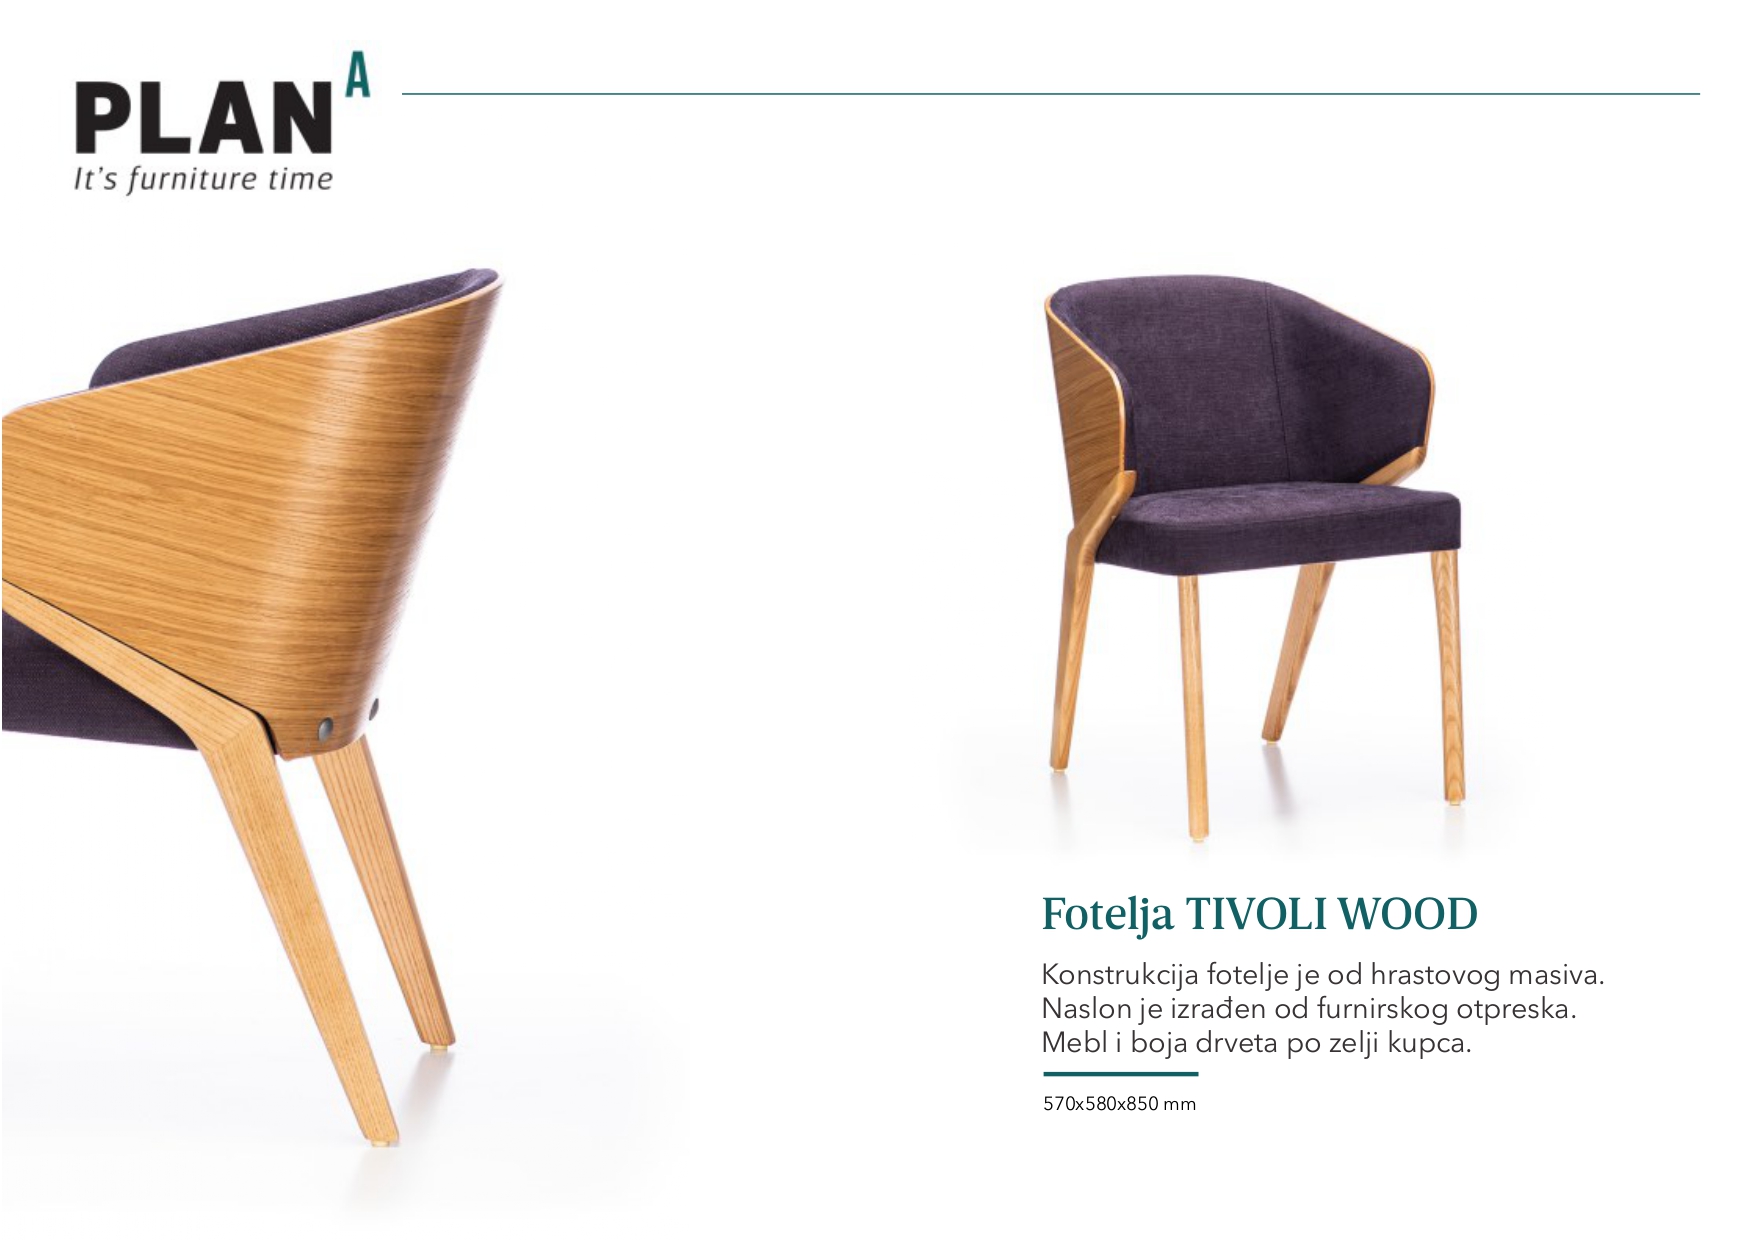 PLAN A
It's furniture time
Fotelja TIVOLI WOOD
Konstrukcija fotelje je od hrastovog masiva.
Naslon je izrađen od furnirskog otpreska.
Mebl i boja drveta po zelji kupca.
570x580x850 mm